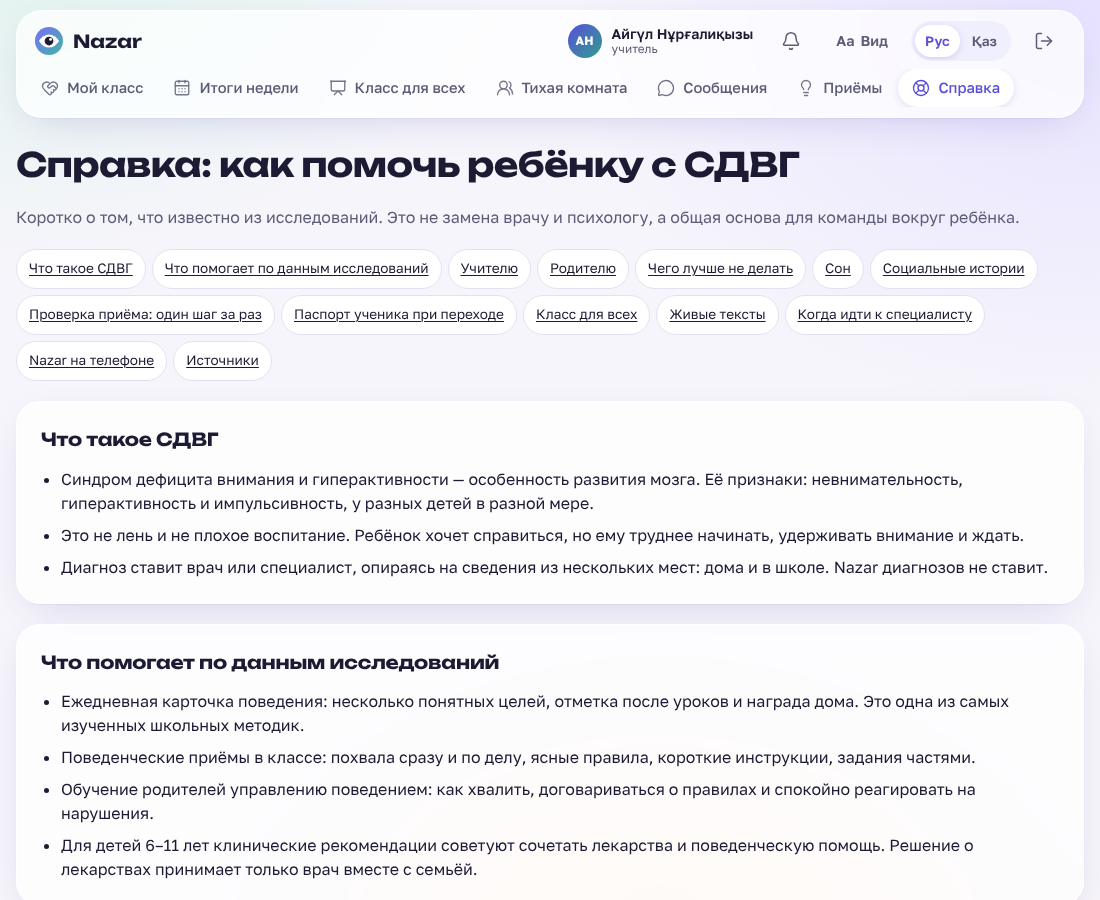 Nazar
АН
Айгүл Нұрғалиқызы
учитель
Aa Вид
Рус
Қаз
Мой класс
Итоги недели
Класс для всех
Тихая комната
Сообщения
Приёмы
Справка
Справка: как помочь ребёнку с СДВГ
Коротко о том, что известно из исследований. Это не замена врачу и психологу, а общая основа для команды вокруг ребёнка.
Что такое СДВГ
Что помогает по данным исследований
Учителю
Родителю
Чего лучше не делать
Сон
Социальные истории
Проверка приёма: один шаг за раз
Паспорт ученика при переходе
Класс для всех
Живые тексты
Когда идти к специалисту
Nazar на телефоне
Источники
Что такое СДВГ
Синдром дефицита внимания и гиперактивности — особенность развития мозга. Её признаки: невнимательность,
гиперактивность и импульсивность, у разных детей в разной мере.
Это не лень и не плохое воспитание. Ребёнок хочет справиться, но ему труднее начинать, удерживать внимание и ждать.
Диагноз ставит врач или специалист, опираясь на сведения из нескольких мест: дома и в школе. Nazar диагнозов не ставит.
Что помогает по данным исследований
Ежедневная карточка поведения: несколько понятных целей, отметка после уроков и награда дома. Это одна из самых
изученных школьных методик.
Поведенческие приёмы в классе: похвала сразу и по делу, ясные правила, короткие инструкции, задания частями.
Обучение родителей управлению поведением: как хвалить, договариваться о правилах и спокойно реагировать на
нарушения.
Для детей 6–11 лет клинические рекомендации советуют сочетать лекарства и поведенческую помощь. Решение о
лекарствах принимает только врач вместе с семьёй.